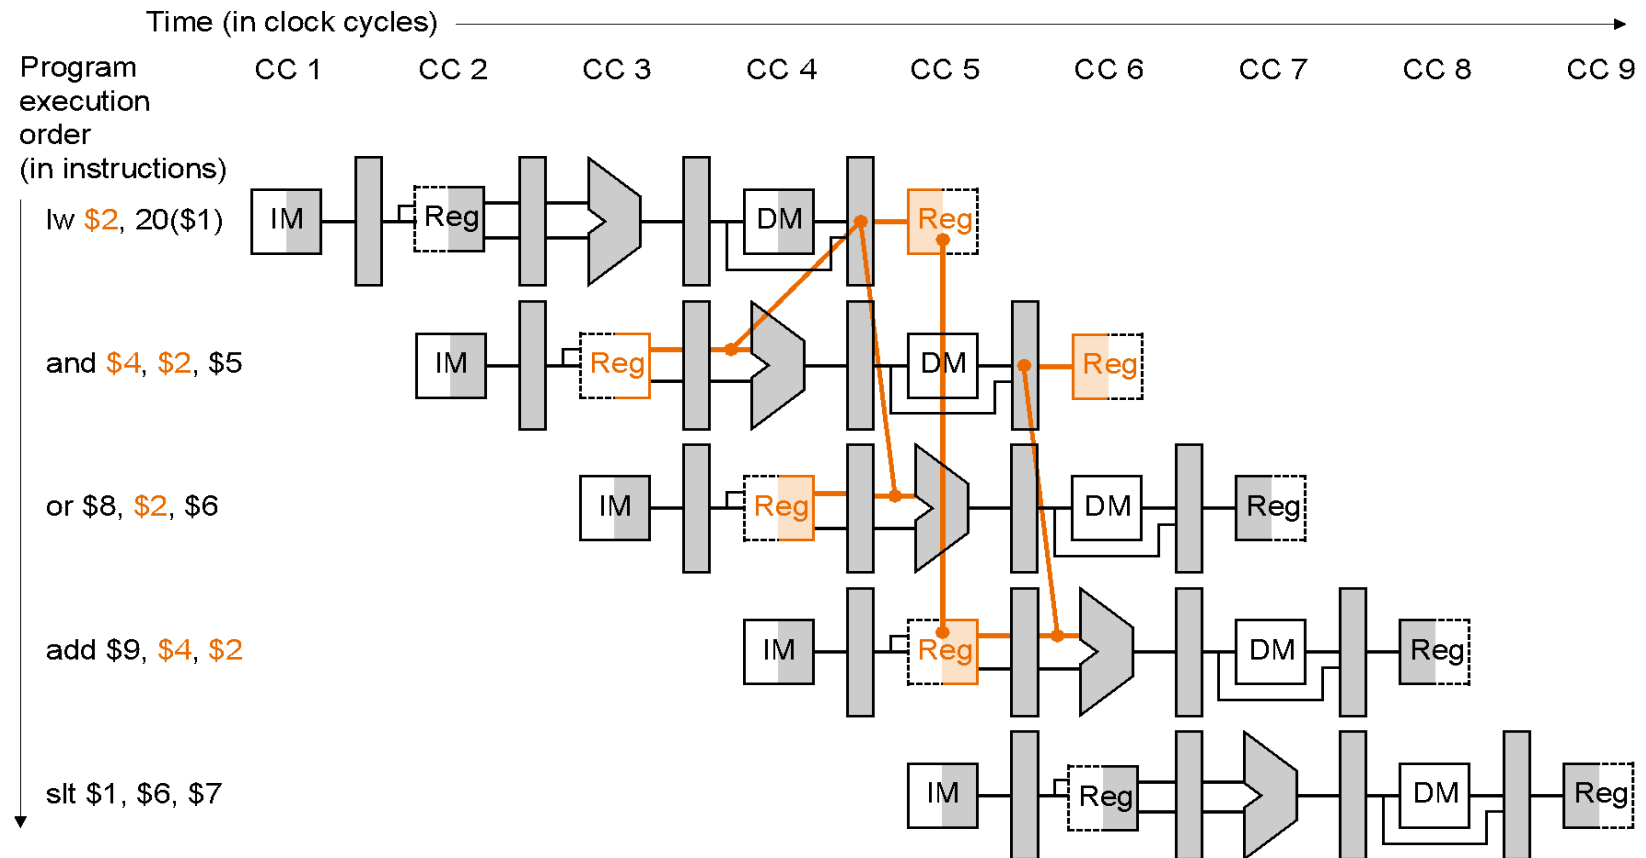 Time (in clock cycles)
Program
execution
order
(in instructions)
CC 1 CC 2 CC 3 CC 4 CC 5 CC 6 CC 7 CC 8 CC 9
lw $2, 20($1) IM Reg DM Reg
and $4, $2, $5 IM Reg DM Reg
or $8, $2, $6 IM Reg DM Reg
add $9, $4, $2 IM Reg DM Reg
slt $1, $6, $7 IM Reg DM Reg